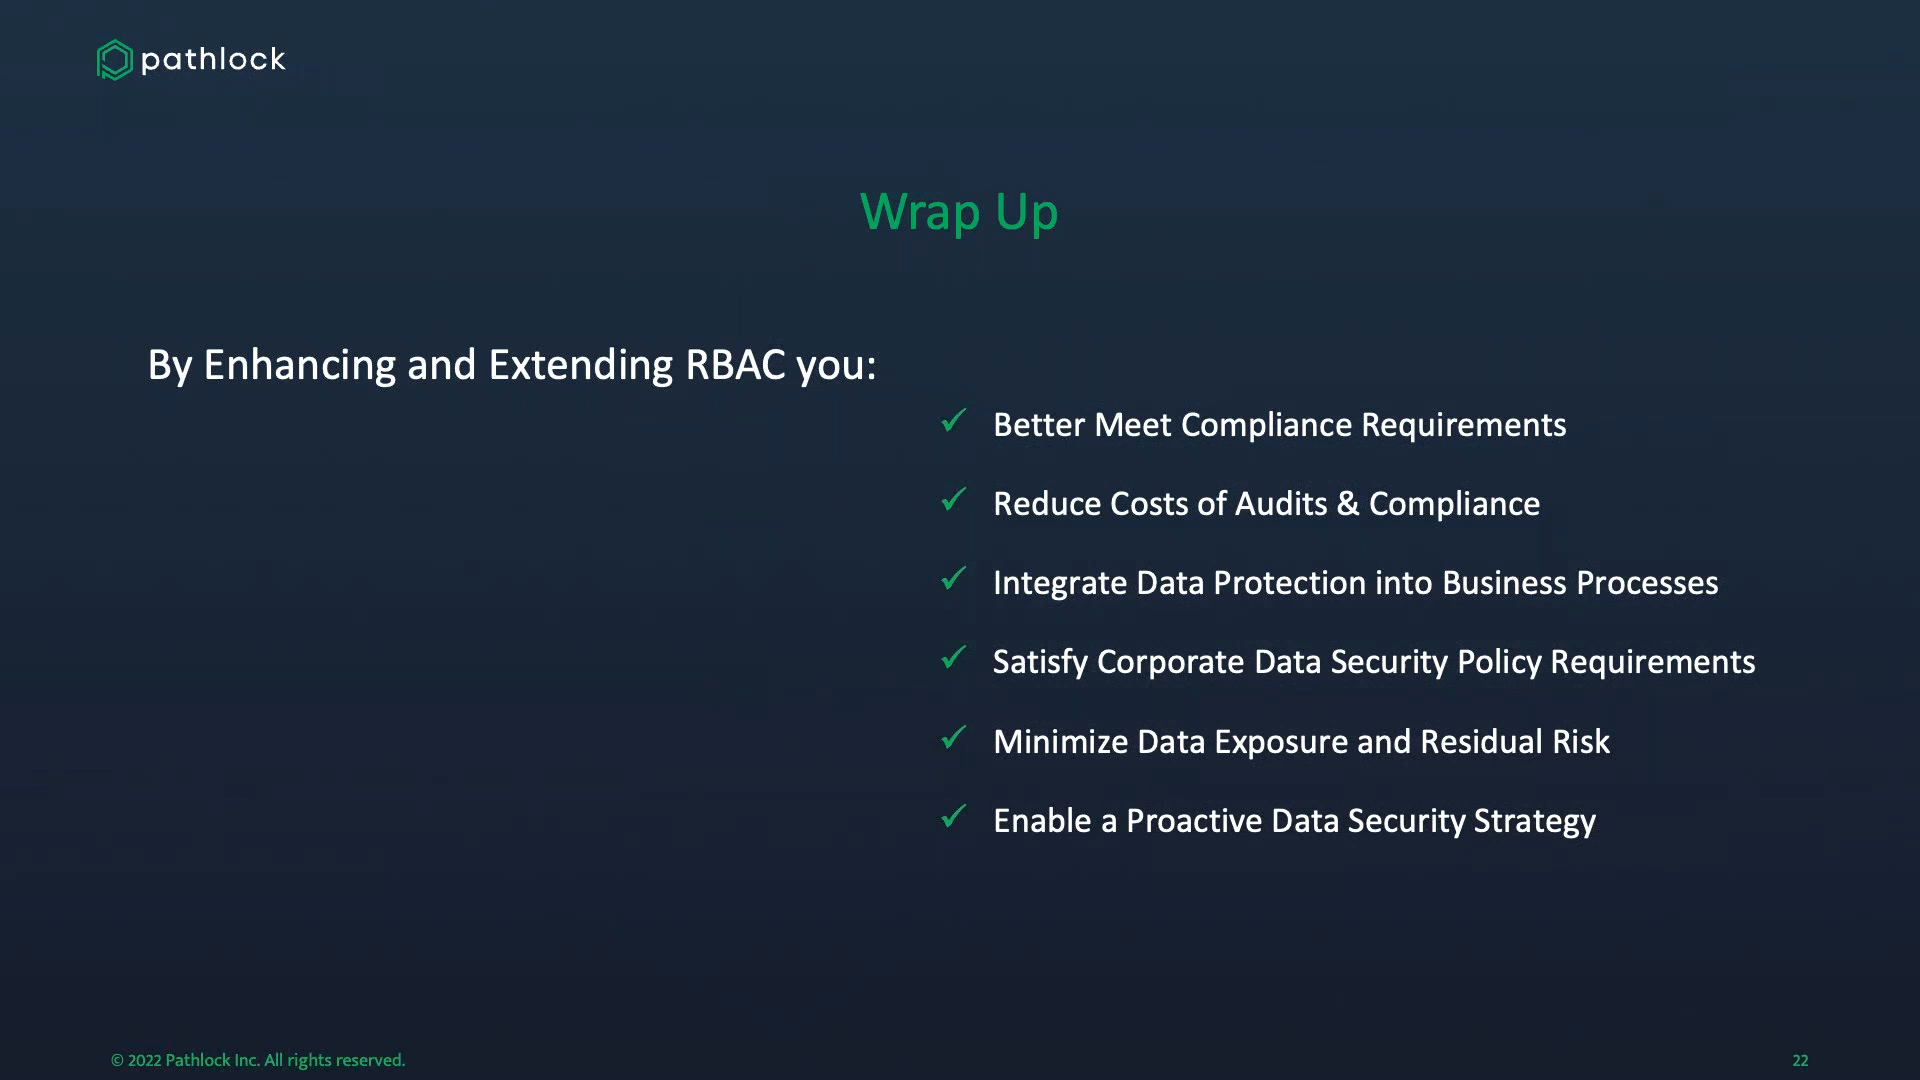 pathlock
Wrap Up
By Enhancing and Extending RBAC you:
✓ Better Meet Compliance Requirements
✓ Reduce Costs of Audits & Compliance
✓ Integrate Data Protection into Business Processes
✓ Satisfy Corporate Data Security Policy Requirements
✓ Minimize Data Exposure and Residual Risk
✓ Enable a Proactive Data Security Strategy
© 2022 Pathlock Inc. All rights reserved.
22